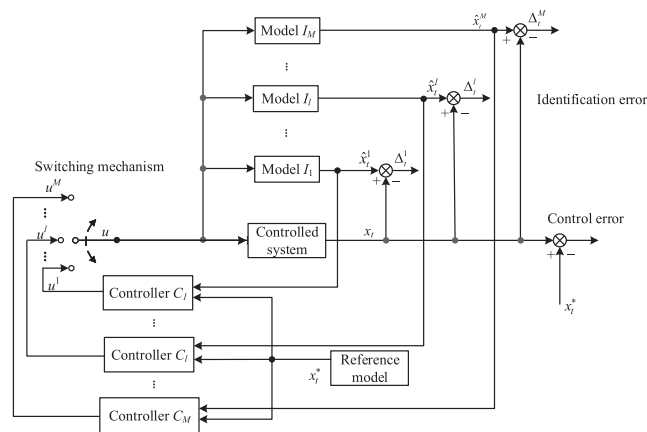 Model I_M
x̂_t^M
Δ_t^M
+
−
⋮
Model I_l
x̂_t^l
Δ_t^l
+
−
Identification error
⋮
Model I_1
x̂_t^1
Δ_t^1
+
−
Switching mechanism
u^M
⋮
u^l
u
Controlled system
x_t
Control error
+
−
⋮
u^1
Controller C_l
x_t^*
⋮
Controller C_l
x_t^*
Reference model
⋮
Controller C_M